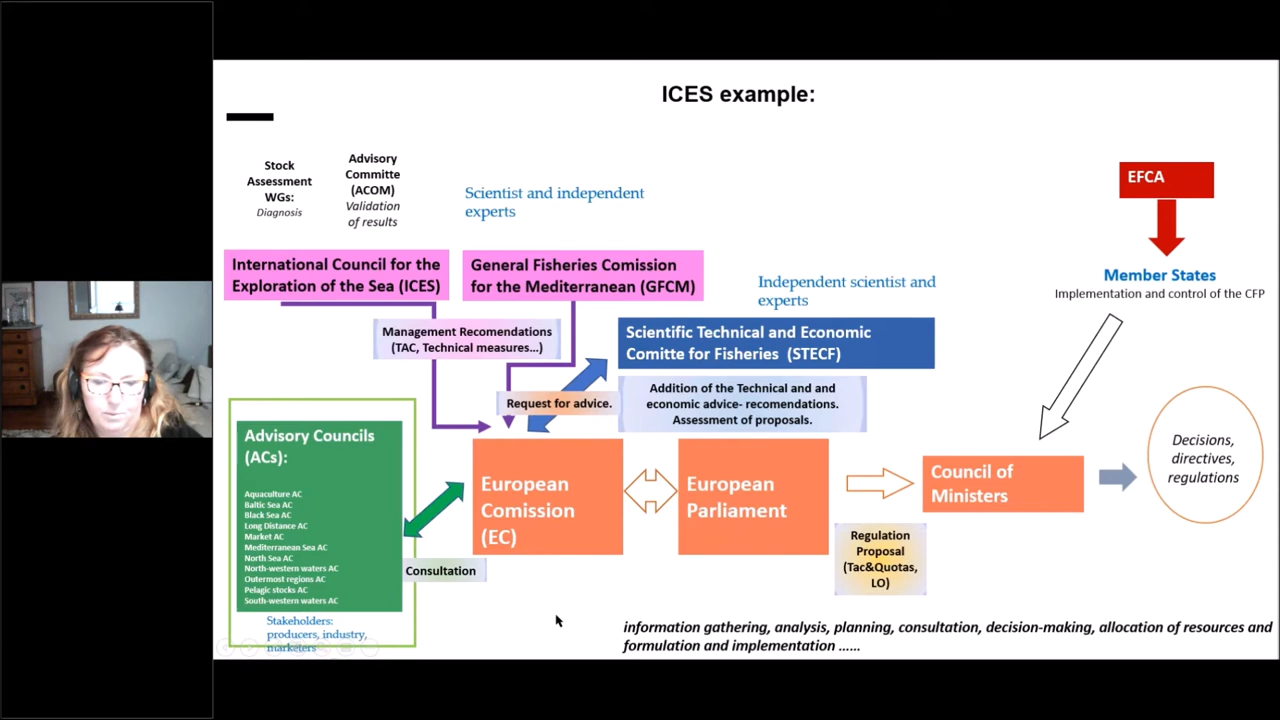 ICES example:
Stock
Assessment
WGs:
Diagnosis
Advisory
Committe
(ACOM)
Validation
of results
Scientist and independent
experts
EFCA
International Council for the
Exploration of the Sea (ICES)
General Fisheries Comission
for the Mediterranean (GFCM)
Independent scientist and
experts
Member States
Implementation and control of the CFP
Management Recomendations
(TAC, Technical measures...)
Scientific Technical and Economic
Comitte for Fisheries (STECF)
Request for advice.
Addition of the Technical and and
economic advice- recomendations.
Assessment of proposals.
Advisory Councils
(ACs):
Aquaculture AC
Baltic Sea AC
Black Sea AC
Long Distance AC
Market AC
Mediterranean Sea AC
North Sea AC
North-western waters AC
Outermost regions AC
Pelagic stocks AC
South-western waters AC
Stakeholders:
producers, industry,
marketers
Consultation
European
Comission
(EC)
European
Parliament
Council of
Ministers
Decisions,
directives,
regulations
Regulation
Proposal
(Tac&Quotas,
LO)
information gathering, analysis, planning, consultation, decision-making, allocation of resources and
formulation and implementation ......